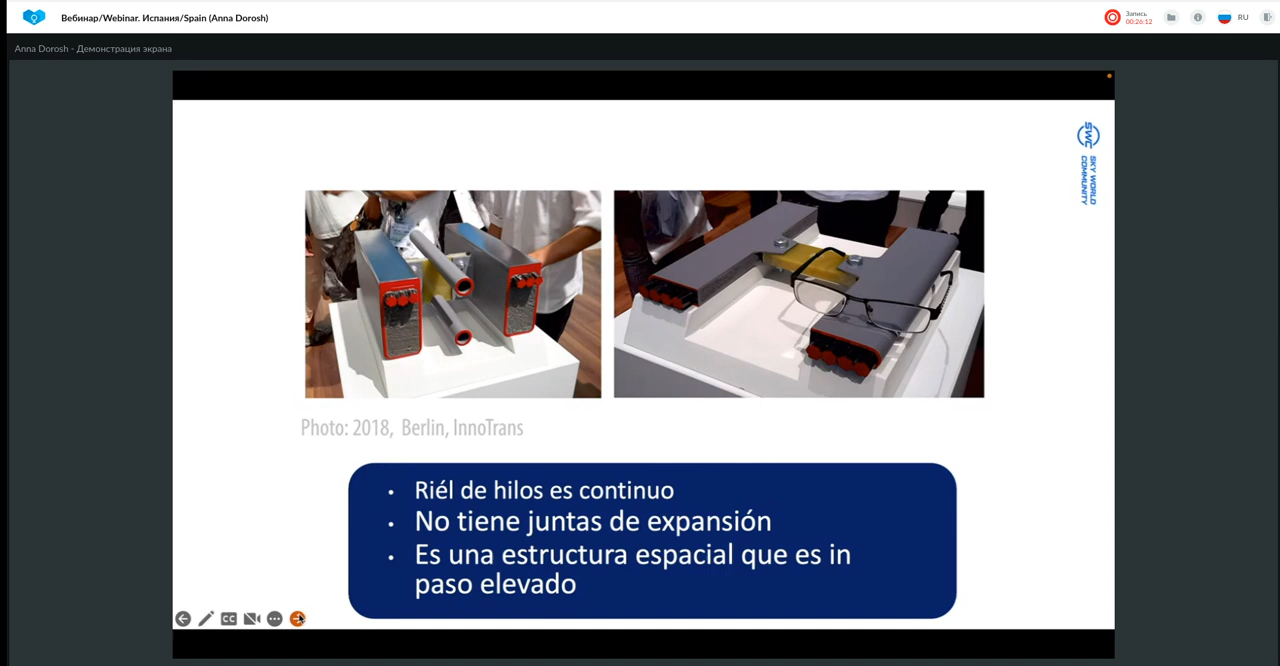 Вебинар/Webinar. Испания/Spain (Anna Dorosh)
Запись
00:26:12
RU
Anna Dorosh - Демонстрация экрана
SWC
SKY WORLD
COMMUNITY
Photo: 2018, Berlin, InnoTrans
• Riél de hilos es continuo
• No tiene juntas de expansión
• Es una estructura espacial que es in
paso elevado
CC